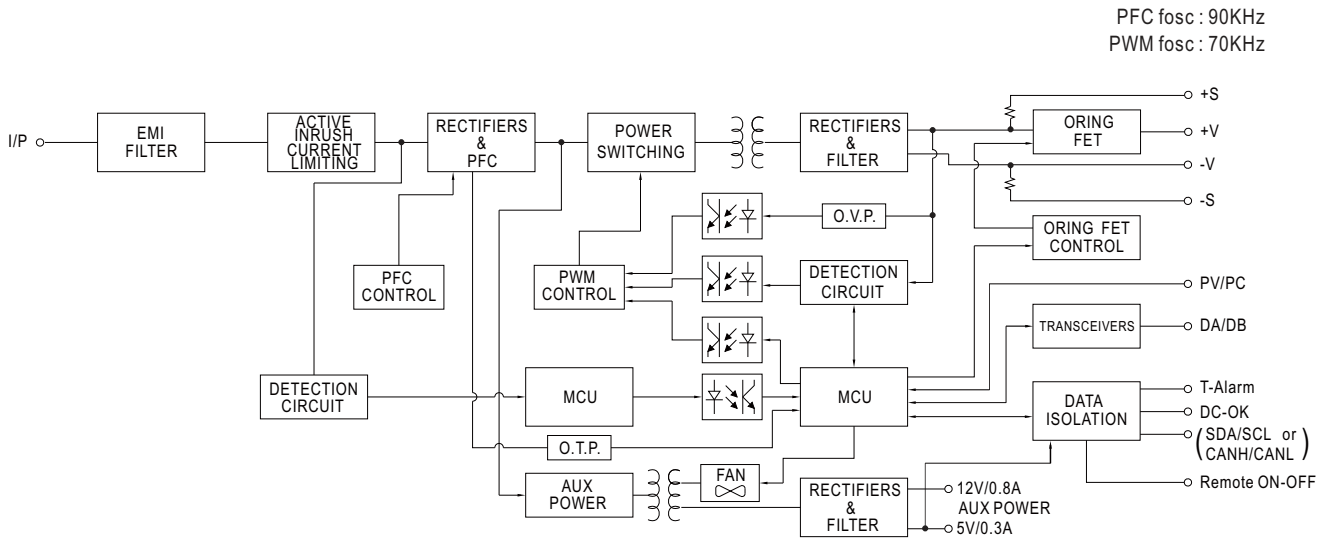 PFC fosc : 90KHz
PWM fosc : 70KHz
I/P
EMI
FILTER
ACTIVE
INRUSH
CURRENT
LIMITING
RECTIFIERS
&
PFC
POWER
SWITCHING
RECTIFIERS
&
FILTER
ORING
FET
+S
+V
-V
-S
O.V.P.
ORING FET
CONTROL
PFC
CONTROL
PWM
CONTROL
DETECTION
CIRCUIT
PV/PC
TRANSCEIVERS
DA/DB
DETECTION
CIRCUIT
MCU
MCU
DATA
ISOLATION
T-Alarm
DC-OK
(SDA/SCL or
CANH/CANL)
Remote ON-OFF
O.T.P.
AUX
POWER
FAN
RECTIFIERS
&
FILTER
12V/0.8A
AUX POWER
5V/0.3A